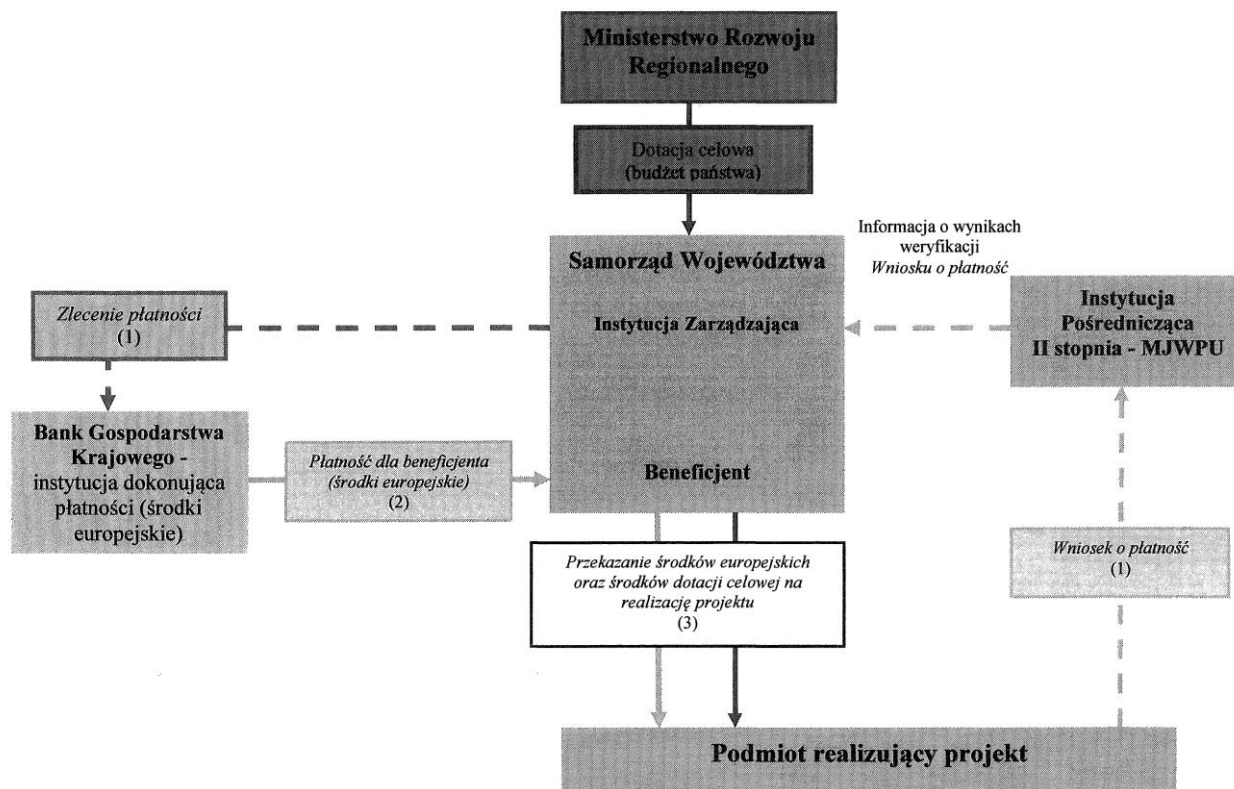 Ministerstwo Rozwoju
Regionalnego
Dotacja celowa
(budżet państwa)
Informacja o wynikach
weryfikacji
Wniosku o płatność
Samorząd Województwa
Instytucja Zarządzająca
Beneficjent
Zlecenie płatności
(1)
Instytucja
Pośrednicząca
II stopnia - MJWPU
Bank Gospodarstwa
Krajowego -
instytucja dokonująca
płatności (środki
europejskie)
Płatność dla beneficjenta
(środki europejskie)
(2)
Przekazanie środków europejskich
oraz środków dotacji celowej na
realizację projektu
(3)
Wniosek o płatność
(1)
Podmiot realizujący projekt